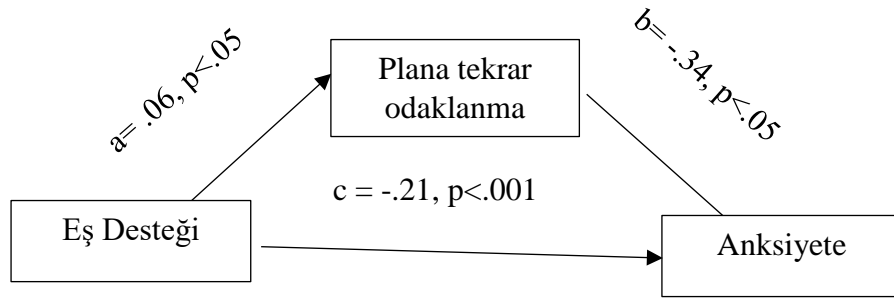 a= .06, p<.05
Plana tekrar
odaklanma
b= -.34, p<.05
c = -.21, p<.001
Eş Desteği
Anksiyete